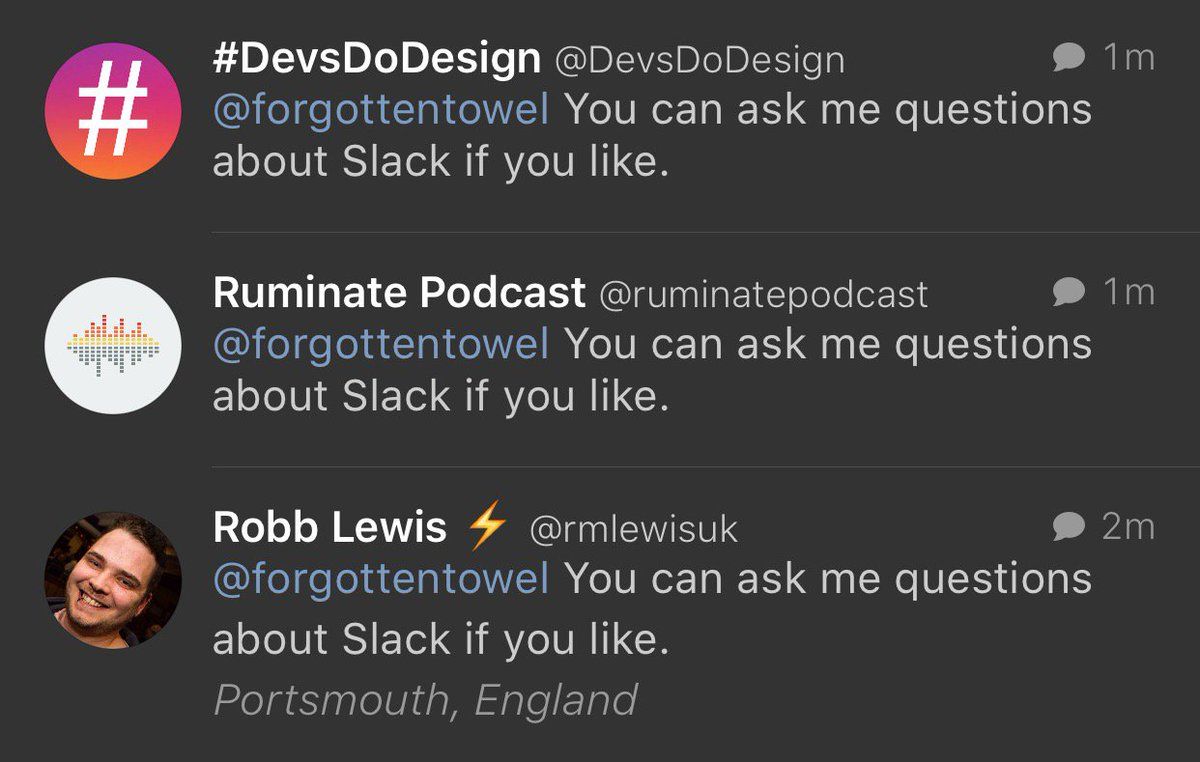 #DevsDoDesign @DevsDoDesign 1m
@forgottentowel You can ask me questions
about Slack if you like.
Ruminate Podcast @ruminatepodcast 1m
@forgottentowel You can ask me questions
about Slack if you like.
Robb Lewis ⚡ @rmlewisuk 2m
@forgottentowel You can ask me questions
about Slack if you like.
Portsmouth, England